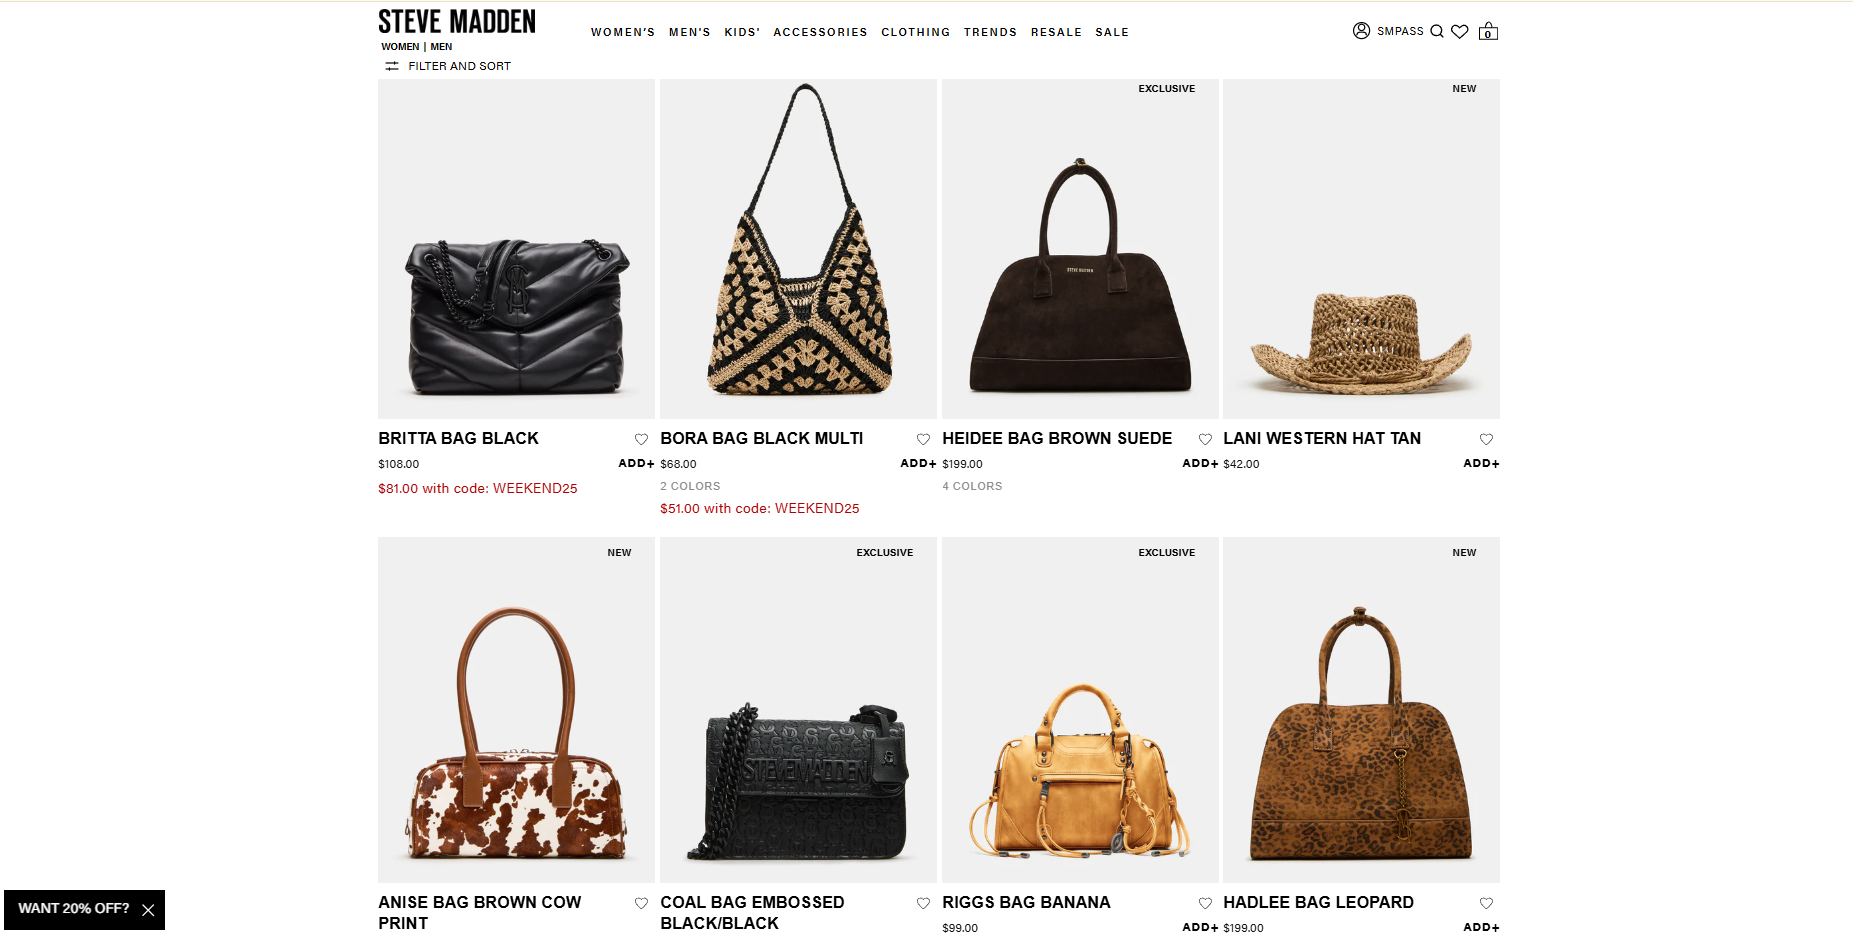 STEVE MADDEN
WOMEN | MEN
WOMEN'S MEN'S KIDS' ACCESSORIES CLOTHING TRENDS RESALE SALE
SMPASS
0
FILTER AND SORT
EXCLUSIVE
NEW
STEVE MADDEN
BRITTA BAG BLACK
$108.00
ADD+
$81.00 with code: WEEKEND25
BORA BAG BLACK MULTI
$68.00
ADD+
2 COLORS
$51.00 with code: WEEKEND25
HEIDEE BAG BROWN SUEDE
$199.00
ADD+
4 COLORS
LANI WESTERN HAT TAN
$42.00
ADD+
NEW
EXCLUSIVE
EXCLUSIVE
NEW
STEVE MADDEN
ANISE BAG BROWN COW
PRINT
COAL BAG EMBOSSED
BLACK/BLACK
RIGGS BAG BANANA
$99.00
ADD+
HADLEE BAG LEOPARD
$199.00
ADD+
WANT 20% OFF?